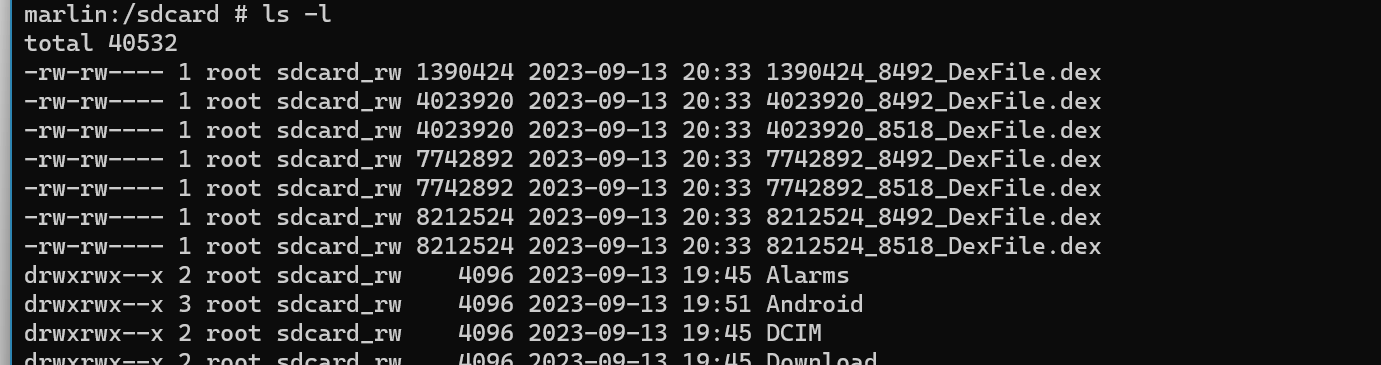 marlin:/sdcard # ls -l
total 40532
-rw-rw---- 1 root sdcard_rw 1390424 2023-09-13 20:33 1390424_8492_DexFile.dex
-rw-rw---- 1 root sdcard_rw 4023920 2023-09-13 20:33 4023920_8492_DexFile.dex
-rw-rw---- 1 root sdcard_rw 4023920 2023-09-13 20:33 4023920_8518_DexFile.dex
-rw-rw---- 1 root sdcard_rw 7742892 2023-09-13 20:33 7742892_8492_DexFile.dex
-rw-rw---- 1 root sdcard_rw 7742892 2023-09-13 20:33 7742892_8518_DexFile.dex
-rw-rw---- 1 root sdcard_rw 8212524 2023-09-13 20:33 8212524_8492_DexFile.dex
-rw-rw---- 1 root sdcard_rw 8212524 2023-09-13 20:33 8212524_8518_DexFile.dex
drwxrwx--x 2 root sdcard_rw    4096 2023-09-13 19:45 Alarms
drwxrwx--x 3 root sdcard_rw    4096 2023-09-13 19:51 Android
drwxrwx--x 2 root sdcard_rw    4096 2023-09-13 19:45 DCIM
drwxrwx--x 2 root sdcard_rw    4096 2023-09-13 19:45 Download